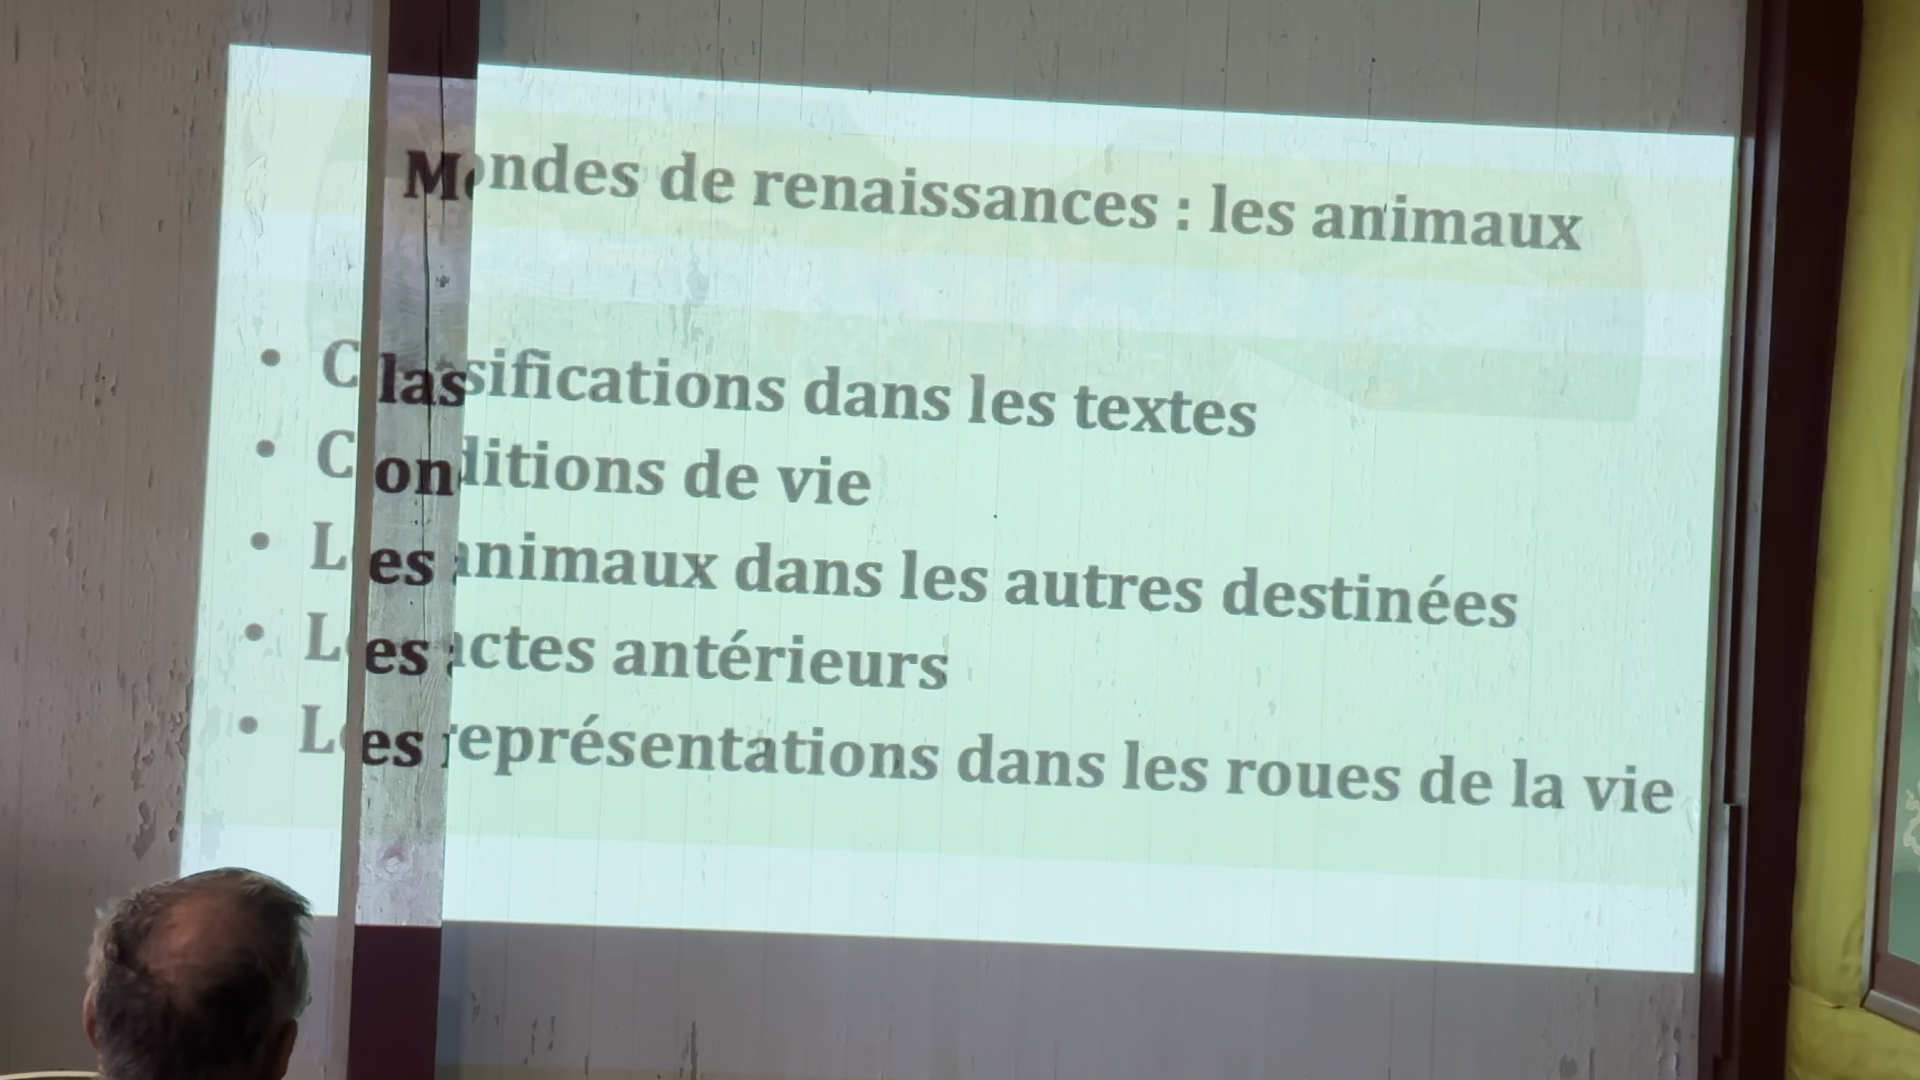 Mondes de renaissances : les animaux
• Classifications dans les textes
• Conditions de vie
• Les animaux dans les autres destinées
• Les actes antérieurs
• Les représentations dans les roues de la vie